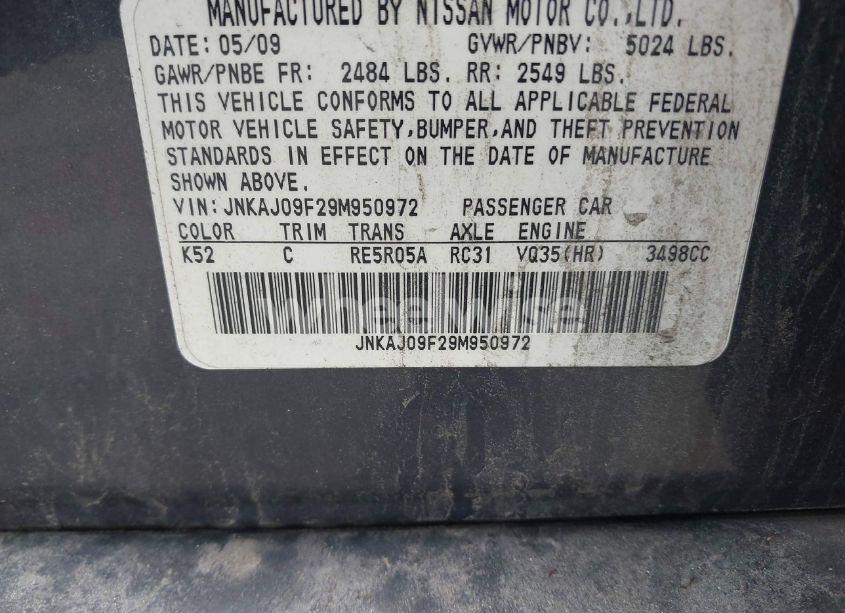 MANUFACTURED BY NISSAN MOTOR CO.,LTD.
DATE: 05/09 GVWR/PNBV: 5024 LBS.
GAWR/PNBE FR: 2484 LBS. RR: 2549 LBS.
THIS VEHICLE CONFORMS TO ALL APPLICABLE FEDERAL
MOTOR VEHICLE SAFETY,BUMPER,AND THEFT PREVENTION
STANDARDS IN EFFECT ON THE DATE OF MANUFACTURE
SHOWN ABOVE.
VIN:JNKAJ09F29M950972 PASSENGER CAR
COLOR TRIM TRANS AXLE ENGINE
K52 C RE5R05A RC31 VQ35(HR) 3498CC
wheelwise
JNKAJ09F29M950972